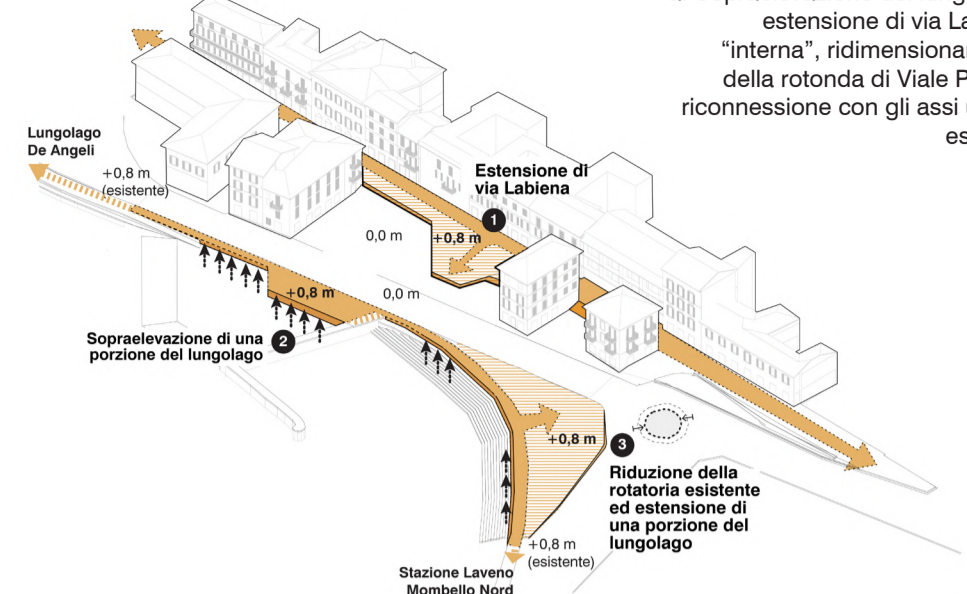 estensione di via La
“interna”, ridimensionar
della rotonda di Viale P
riconnessione con gli assi
es
Lungolago
De Angeli
+0,8 m
(esistente)
Estensione di
via Labiena
1
0,0 m
+0,8 m
+0,8 m
0,0 m
Sopraelevazione di una
porzione del lungolago
2
+0,8 m
3
Riduzione della
rotatoria esistente
ed estensione di
una porzione del
lungolago
+0,8 m
(esistente)
Stazione Laveno
Mombello Nord